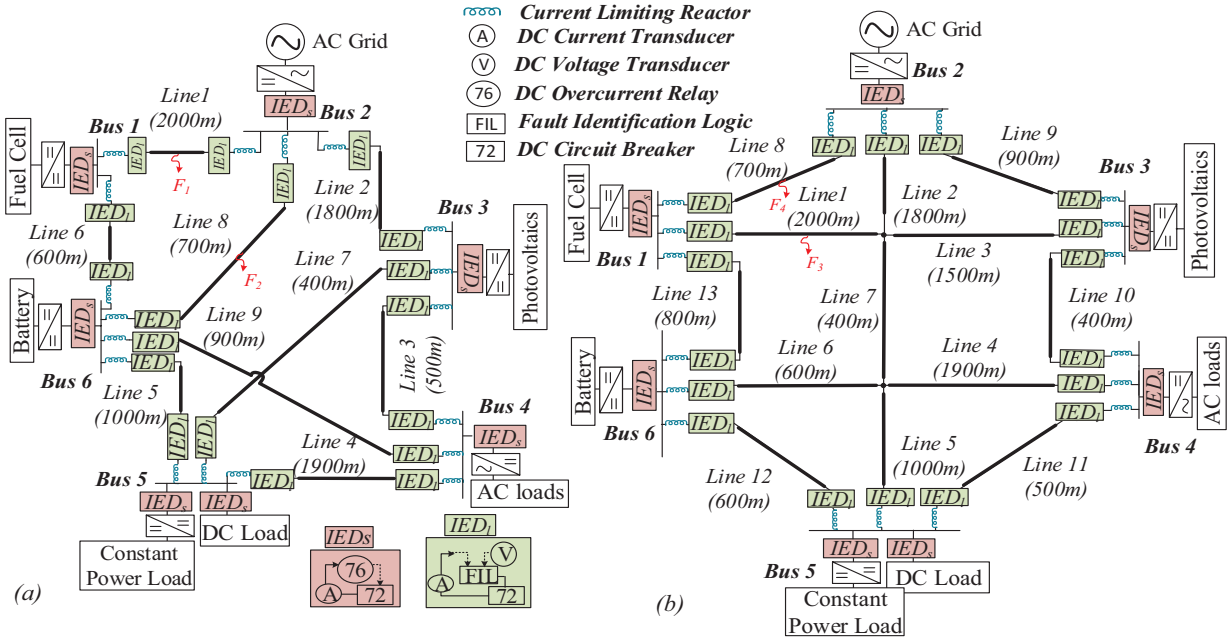 Current Limiting Reactor
A DC Current Transducer
V DC Voltage Transducer
76 DC Overcurrent Relay
FIL Fault Identification Logic
72 DC Circuit Breaker
AC Grid
IEDs
Bus 2
Line1
(2000m)
Bus 1
Fuel Cell
IEDs
IEDl
IEDl
IEDl
IEDl
F1
Line 2
(1800m)
Bus 3
IEDl
Line 8
(700m)
Line 6
(600m)
IEDl
IEDl
Line 7
(400m)
IEDl
IEDl
IEDl
IEDs
Photovoltaics
F2
Battery
IEDs
IEDl
IEDl
IEDl
Line 9
(900m)
Bus 6
Line 5
(1000m)
Line 3
(500m)
IEDl
IEDl
Bus 4
IEDl
IEDl
IEDl
IEDs
Line 4
(1900m)
Bus 5
IEDl
AC loads
IEDs
IEDs
DC Load
Constant
Power Load
IEDs
76
A
72
IEDl
V
FIL
A
72
(a)
AC Grid
Bus 2
IEDs
Line 8
(700m)
IEDl
IEDl
IEDl
Line 9
(900m)
Bus 3
Fuel Cell
IEDs
IEDl
IEDl
IEDl
F4
Line1
(2000m)
Line 2
(1800m)
IEDl
IEDl
IEDl
IEDs
Photovoltaics
Bus 1
F3
Line 3
(1500m)
Line 13
(800m)
Line 7
(400m)
Line 10
(400m)
Battery
IEDs
IEDl
IEDl
IEDl
Line 6
(600m)
Line 4
(1900m)
IEDl
IEDl
IEDl
IEDs
AC loads
Bus 6
Bus 4
Line 12
(600m)
Line 5
(1000m)
Line 11
(500m)
IEDl
IEDl
IEDl
IEDs
IEDs
Bus 5
DC Load
Constant
Power Load
(b)